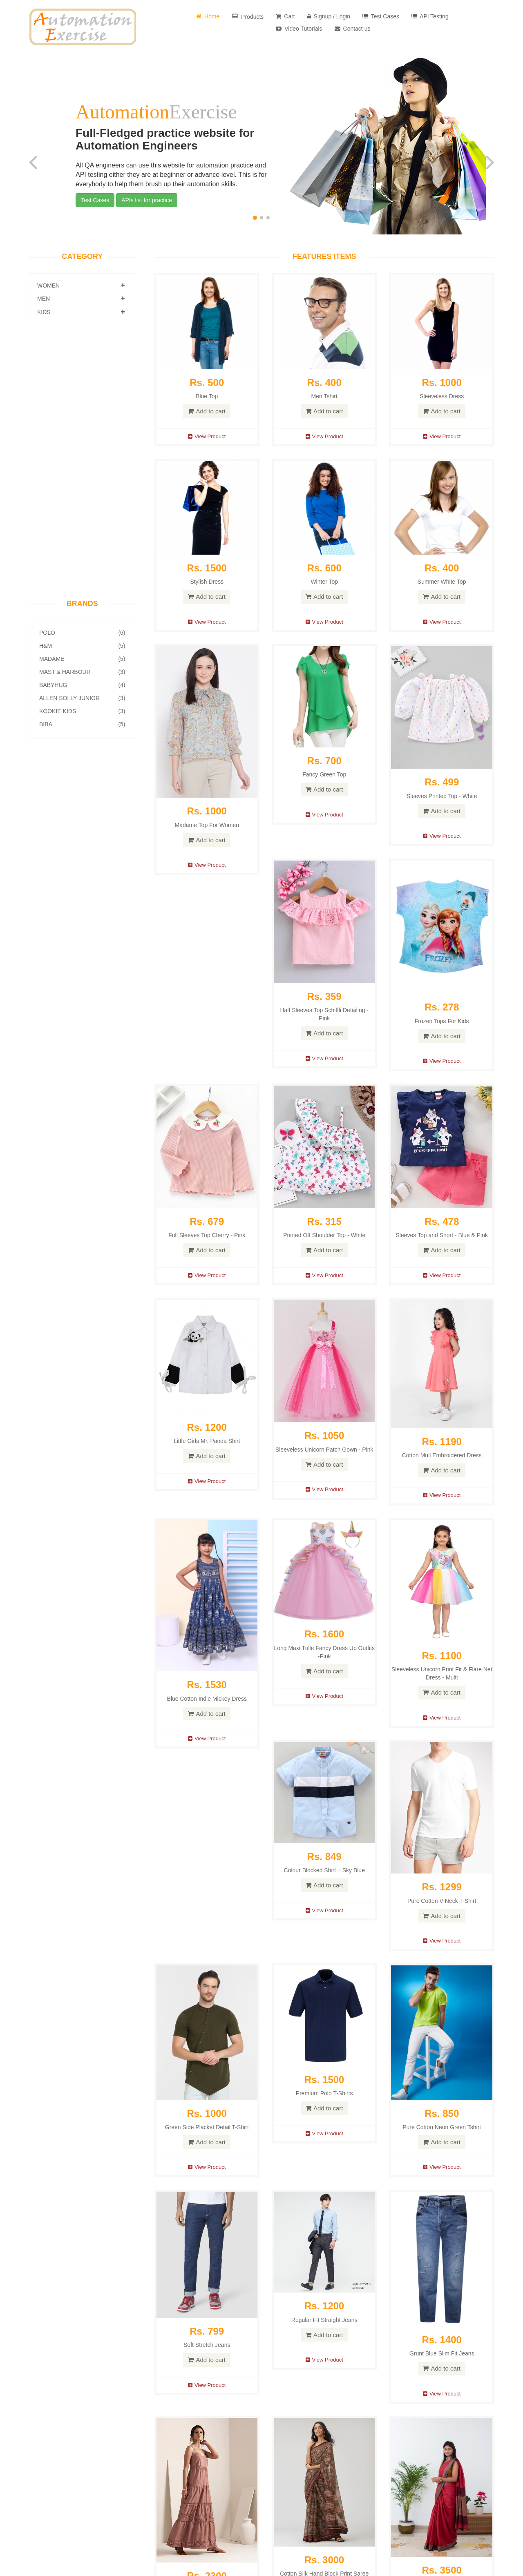 Automation
Exercise
Home
Products
Cart
Signup / Login
Test Cases
API Testing
Video Tutorials
Contact us
AutomationExercise
Full-Fledged practice website for
Automation Engineers
All QA engineers can use this website for automation practice and
API testing either they are at beginner or advance level. This is for
everybody to help them brush up their automation skills.
Test Cases
APIs list for practice
CATEGORY
WOMEN
MEN
KIDS
BRANDS
POLO (6)
H&M (5)
MADAME (5)
MAST & HARBOUR (3)
BABYHUG (4)
ALLEN SOLLY JUNIOR (3)
KOOKIE KIDS (3)
BIBA (5)
FEATURES ITEMS
Rs. 500
Blue Top
Add to cart
View Product
Rs. 400
Men Tshirt
Add to cart
View Product
Rs. 1000
Sleeveless Dress
Add to cart
View Product
Rs. 1500
Stylish Dress
Add to cart
View Product
Rs. 600
Winter Top
Add to cart
View Product
Rs. 400
Summer White Top
Add to cart
View Product
Rs. 1000
Madame Top For Women
Add to cart
View Product
Rs. 700
Fancy Green Top
Add to cart
View Product
Rs. 499
Sleeves Printed Top - White
Add to cart
View Product
Rs. 359
Half Sleeves Top Schiffli Detailing -
Pink
Add to cart
View Product
FROZEN
Rs. 278
Frozen Tops For Kids
Add to cart
View Product
Rs. 679
Full Sleeves Top Cherry - Pink
Add to cart
View Product
Rs. 315
Printed Off Shoulder Top - White
Add to cart
View Product
Rs. 478
Sleeves Top and Short - Blue & Pink
Add to cart
View Product
Rs. 1200
Little Girls Mr. Panda Shirt
Add to cart
View Product
Rs. 1050
Sleeveless Unicorn Patch Gown - Pink
Add to cart
View Product
Rs. 1190
Cotton Mull Embroidered Dress
Add to cart
View Product
Rs. 1530
Blue Cotton Indie Mickey Dress
Add to cart
View Product
Rs. 1600
Long Maxi Tulle Fancy Dress Up Outfits
-Pink
Add to cart
View Product
Rs. 1100
Sleeveless Unicorn Print Fit & Flare Net
Dress - Multi
Add to cart
View Product
Rs. 849
Colour Blocked Shirt – Sky Blue
Add to cart
View Product
Rs. 1299
Pure Cotton V-Neck T-Shirt
Add to cart
View Product
Rs. 1000
Green Side Placket Detail T-Shirt
Add to cart
View Product
Rs. 1500
Premium Polo T-Shirts
Add to cart
View Product
Rs. 850
Pure Cotton Neon Green Tshirt
Add to cart
View Product
Rs. 799
Soft Stretch Jeans
Add to cart
View Product
Rs. 1200
Regular Fit Straight Jeans
Add to cart
View Product
Rs. 1400
Grunt Blue Slim Fit Jeans
Add to cart
View Product
Rs. 2300
Rs. 3000
Cotton Silk Hand Block Print Saree
Rs. 3500